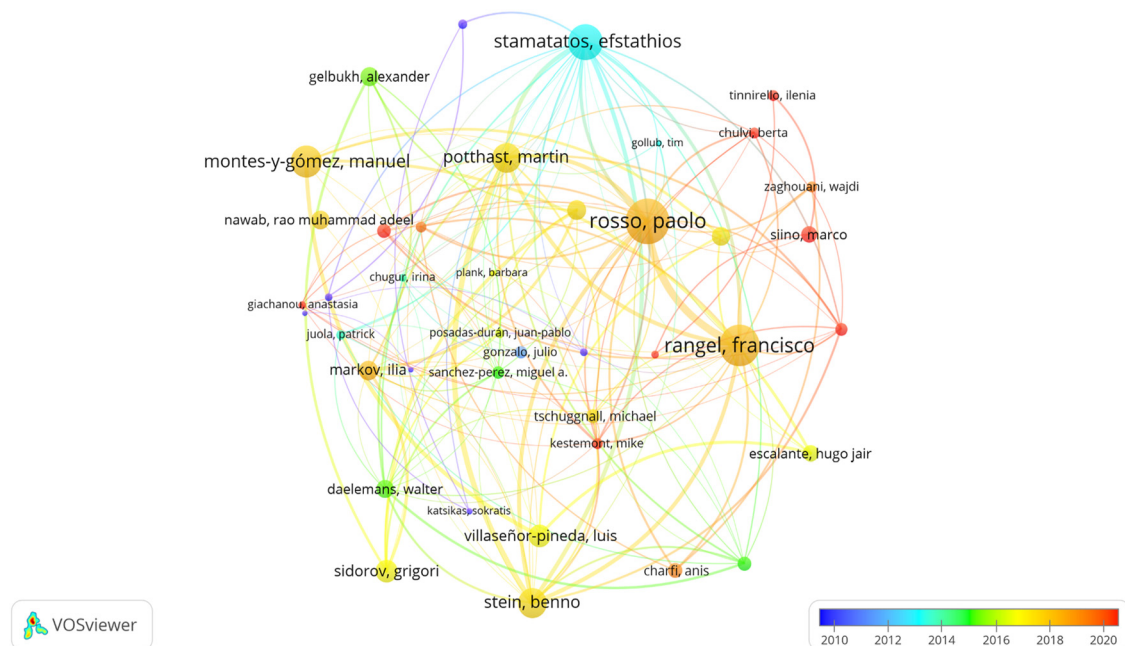 stamatatos, efstathios
gelbukh, alexander
tinnirello, ilenia
chulvi, berta
gollub, tim
montes-y-gómez, manuel
potthast, martin
zaghouani, wajdi
nawab, rao muhammad adeel
rosso, paolo
siino, marco
chugur, irina
plank, barbara
giachanou, anastasia
juola, patrick
posadas-durán, juan-pablo
rangel, francisco
gonzalo, julio
markov, ilia
sanchez-perez, miguel a.
tschuggnall, michael
kestemont, mike
escalante, hugo jair
daelemans, walter
katsikas, sokratis
villaseñor-pineda, luis
sidorov, grigori
charfi, anis
stein, benno
VOSviewer
2010 2012 2014 2016 2018 2020